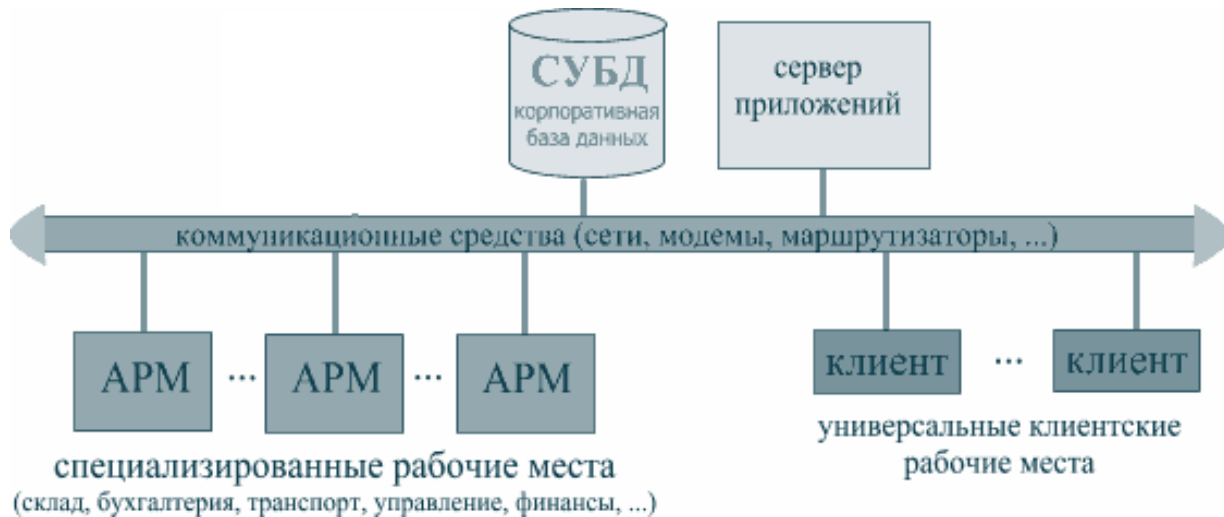 СУБД
корпоративная
база данных
сервер
приложений
коммуникационные средства (сети, модемы, маршрутизаторы, ...)
АРМ ... АРМ ... АРМ
клиент ... клиент
специализированные рабочие места
(склад, бухгалтерия, транспорт, управление, финансы, ...)
универсальные клиентские
рабочие места